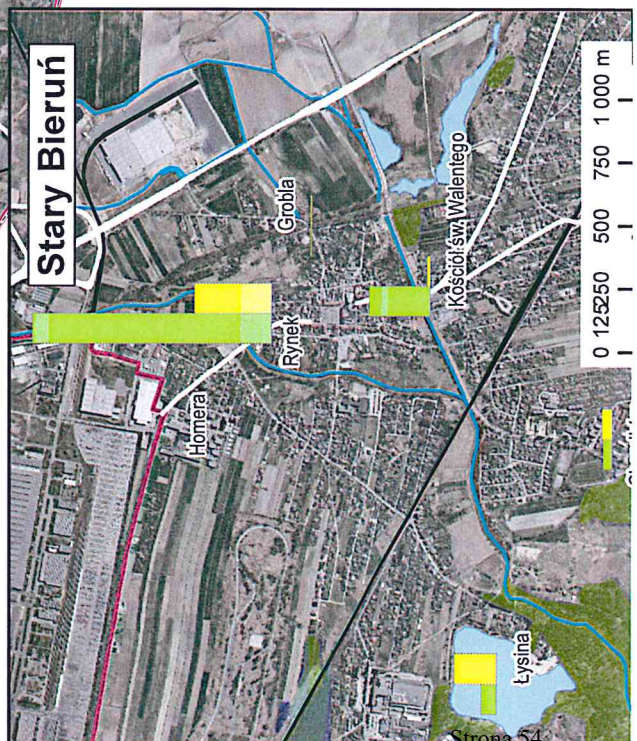 Stary Bieruń
Homera
Rynek
Grobla
Kościół św. Walentego
Łysina
0 125250 500 750 1 000 m
Strona 54